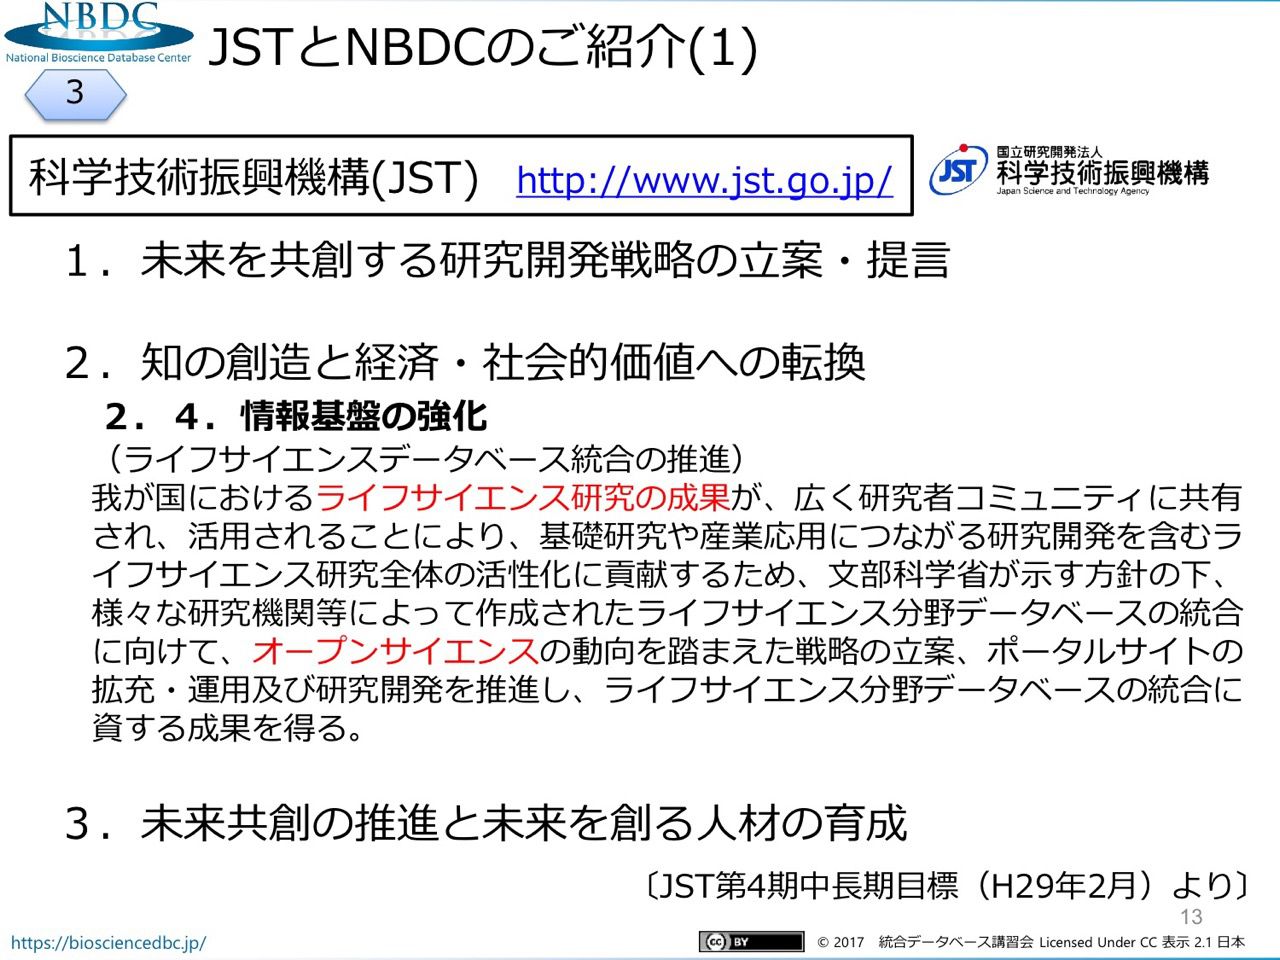 NBDC
National Bioscience Database Center
JSTとNBDCのご紹介(1)
3
科学技術振興機構(JST) http://www.jst.go.jp/
JST
国立研究開発法人
科学技術振興機構
Japan Science and Technology Agency
１．未来を共創する研究開発戦略の立案・提言
２．知の創造と経済・社会的価値への転換
２．４．情報基盤の強化
（ライフサイエンスデータベース統合の推進）
我が国におけるライフサイエンス研究の成果が、広く研究者コミュニティに共有
され、活用されることにより、基礎研究や産業応用につながる研究開発を含むラ
イフサイエンス研究全体の活性化に貢献するため、文部科学省が示す方針の下、
様々な研究機関等によって作成されたライフサイエンス分野データベースの統合
に向けて、オープンサイエンスの動向を踏まえた戦略の立案、ポータルサイトの
拡充・運用及び研究開発を推進し、ライフサイエンス分野データベースの統合に
資する成果を得る。
３．未来共創の推進と未来を創る人材の育成
〔JST第4期中長期目標（H29年2月）より〕
13
https://biosciencedbc.jp/
cc BY
© 2017 統合データベース講習会 Licensed Under CC 表示 2.1 日本